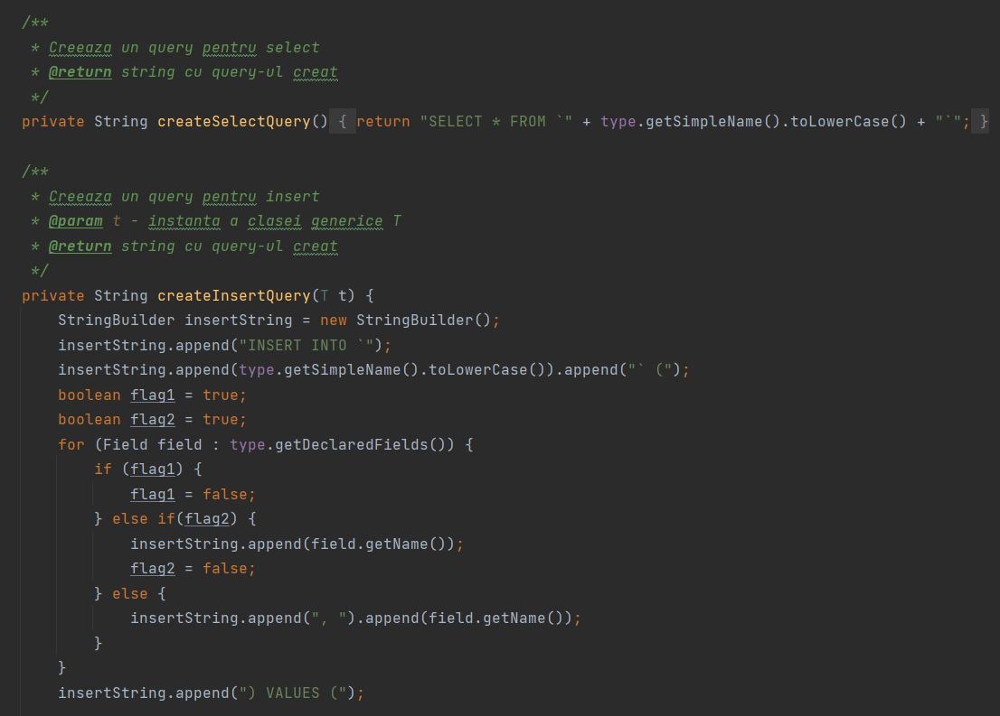 /**
 * Creeaza un query pentru select
 * @return string cu query-ul creat
 */
private String createSelectQuery() { return "SELECT * FROM `" + type.getSimpleName().toLowerCase() + "`"; }
/**
 * Creeaza un query pentru insert
 * @param t - instanta a clasei generice T
 * @return string cu query-ul creat
 */
private String createInsertQuery(T t) {
    StringBuilder insertString = new StringBuilder();
    insertString.append("INSERT INTO `");
    insertString.append(type.getSimpleName().toLowerCase()).append("` (");
    boolean flag1 = true;
    boolean flag2 = true;
    for (Field field : type.getDeclaredFields()) {
        if (flag1) {
            flag1 = false;
        } else if(flag2) {
            insertString.append(field.getName());
            flag2 = false;
        } else {
            insertString.append(", ").append(field.getName());
        }
    }
    insertString.append(") VALUES (");